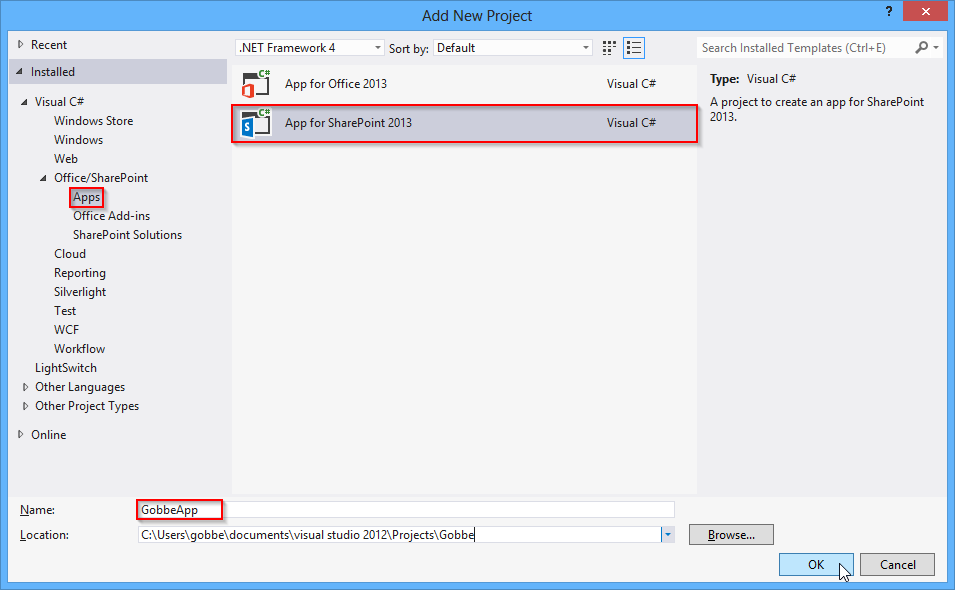 Add New Project
?
Recent
Installed
Visual C#
Windows Store
Windows
Web
Office/SharePoint
Apps
Office Add-ins
SharePoint Solutions
Cloud
Reporting
Silverlight
Test
WCF
Workflow
LightSwitch
Other Languages
Other Project Types
Online
.NET Framework 4
Sort by: Default
C# App for Office 2013 Visual C#
C# S App for SharePoint 2013 Visual C#
Search Installed Templates (Ctrl+E)
Type: Visual C#
A project to create an app for SharePoint
2013.
Name: GobbeApp
Location: C:\Users\gobbe\documents\visual studio 2012\Projects\Gobbe
Browse...
OK Cancel